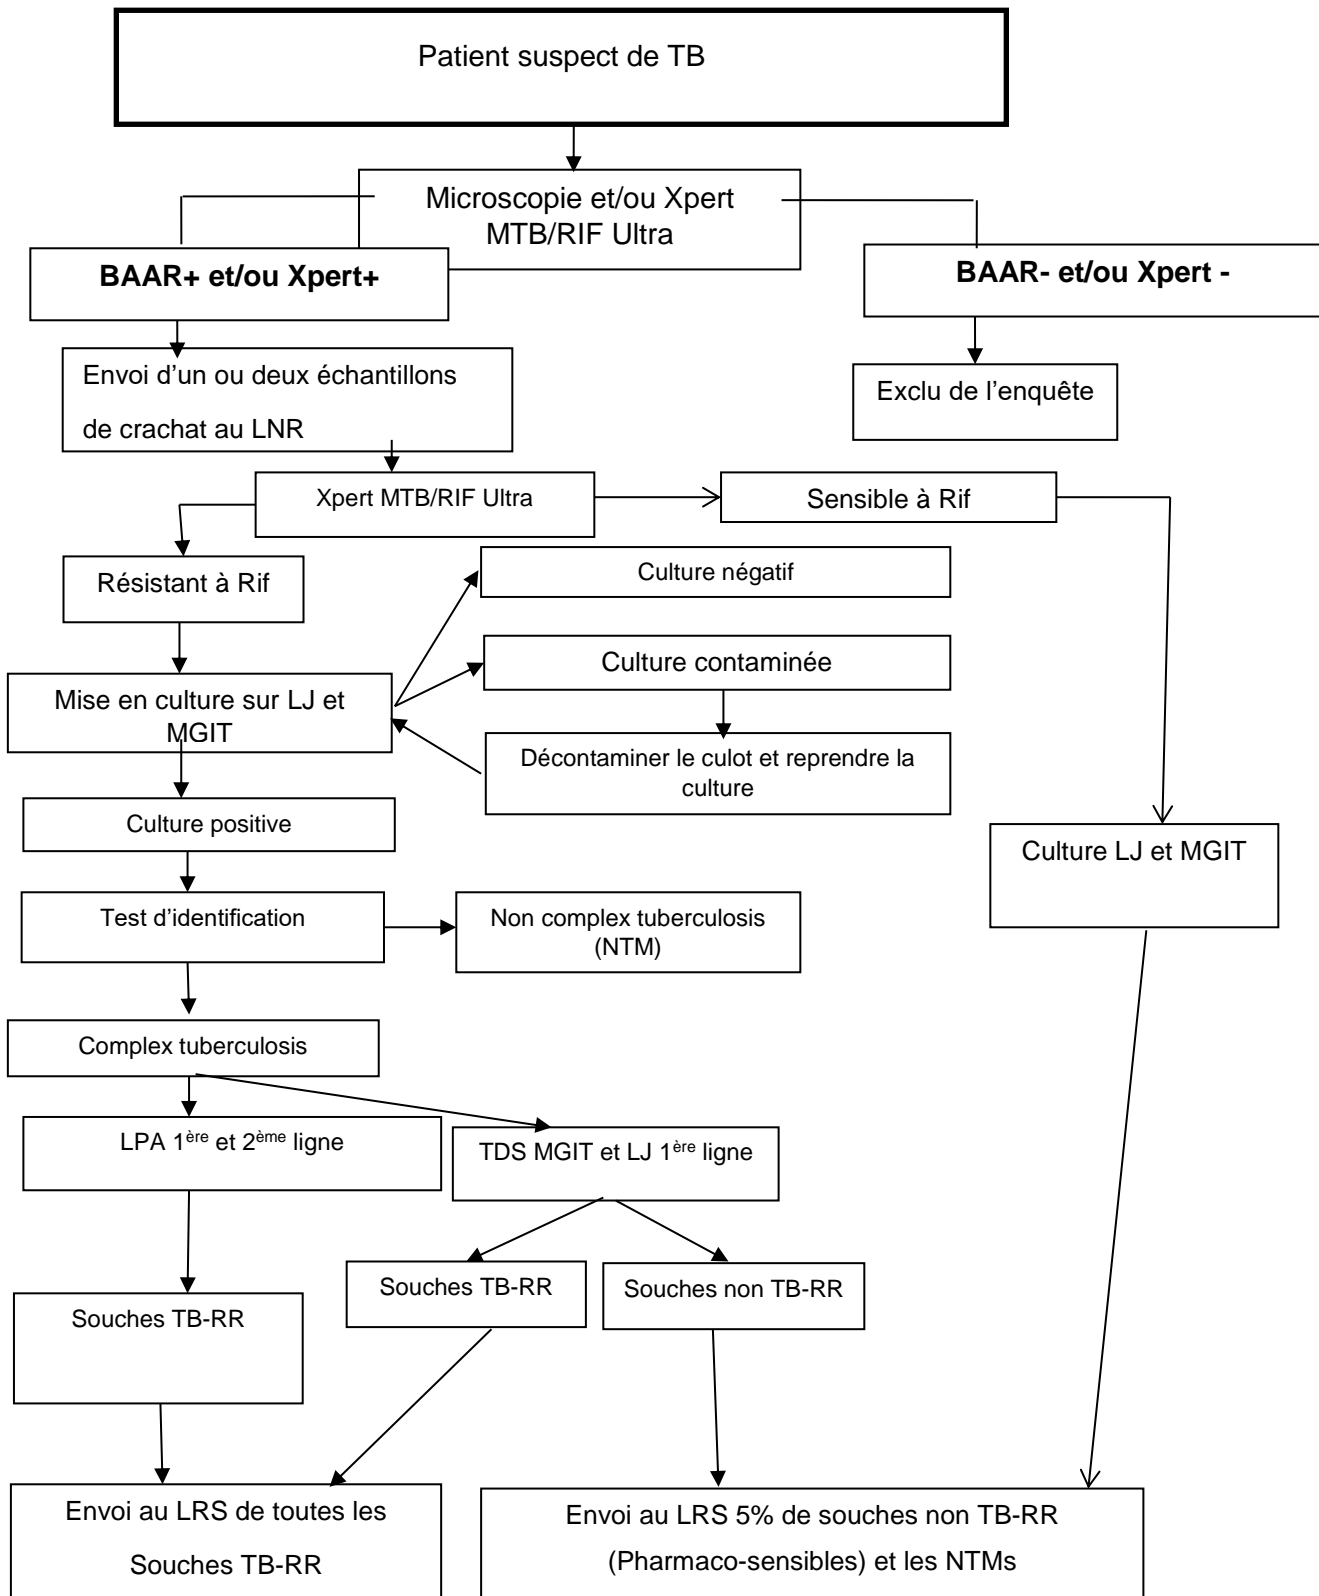 Patient suspect de TB
Microscopie et/ou Xpert
MTB/RIF Ultra
BAAR+ et/ou Xpert+
BAAR- et/ou Xpert -
Envoi d’un ou deux échantillons
de crachat au LNR
Exclu de l’enquête
Xpert MTB/RIF Ultra
Sensible à Rif
Résistant à Rif
Culture négatif
Culture contaminée
Mise en culture sur LJ et
MGIT
Décontaminer le culot et reprendre la
culture
Culture positive
Culture LJ et MGIT
Test d’identification
Non complex tuberculosis
(NTM)
Complex tuberculosis
LPA 1ère et 2ème ligne
TDS MGIT et LJ 1ère ligne
Souches TB-RR
Souches non TB-RR
Souches TB-RR
Envoi au LRS de toutes les
Souches TB-RR
Envoi au LRS 5% de souches non TB-RR
(Pharmaco-sensibles) et les NTMs